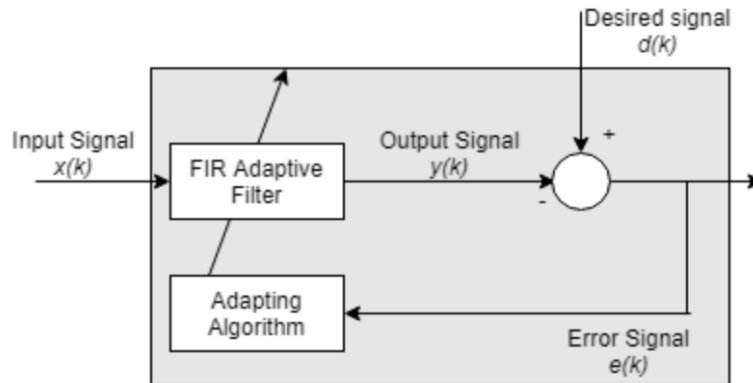 Desired signal
d(k)
Input Signal
x(k)
FIR Adaptive
Filter
Output Signal
y(k)
+
-
Adapting
Algorithm
Error Signal
e(k)